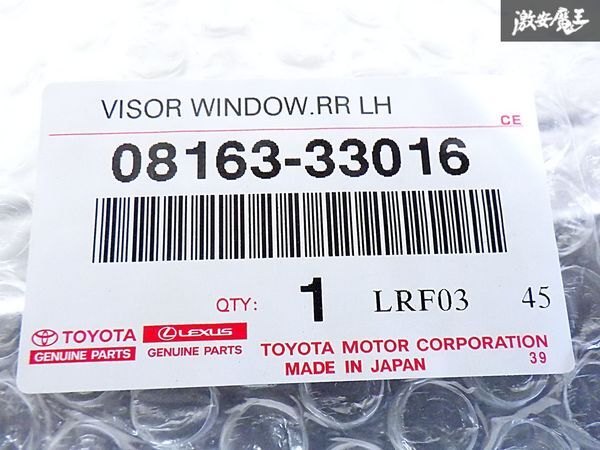 激安魔王
VISOR WINDOW.RR LH
CE
08163-33016
QTY: 1 LRF03 45
TOYOTA LEXUS
GENUINE PARTS GENUINE PARTS
TOYOTA MOTOR CORPORATION
MADE IN JAPAN 39